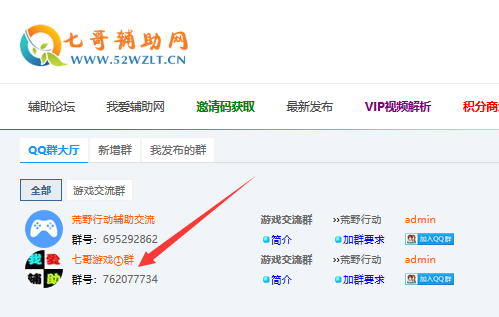 七哥辅助网
WWW.52WZLT.CN
辅助论坛 我爱辅助网 邀请码获取 最新发布 VIP视频解析 积分商
QQ群大厅 新增群 我发布的群
全部 游戏交流群
荒野行动辅助交流 游戏交流群 ››荒野行动 admin
群号：695292862 简介 加群要求 加入QQ群
我爱 七哥游戏①群 游戏交流群 ››荒野行动 admin
辅助 群号：762077734 简介 加群要求 加入QQ群